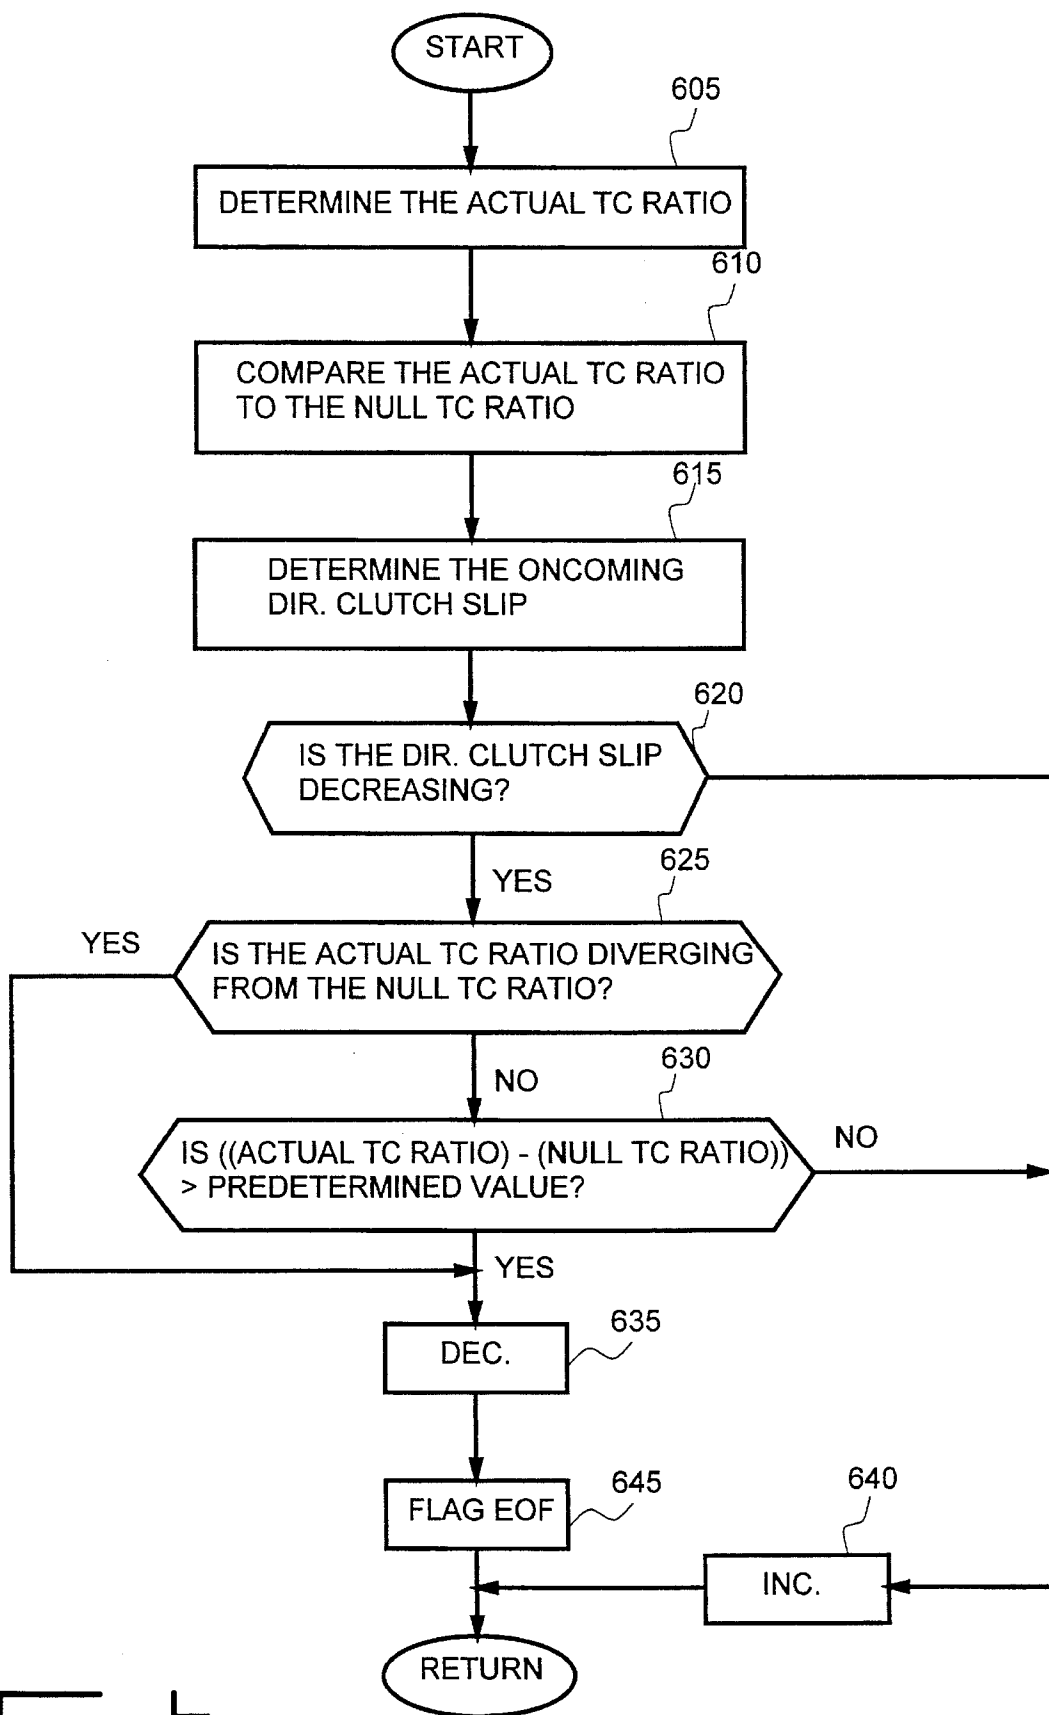 START
605
DETERMINE THE ACTUAL TC RATIO
610
COMPARE THE ACTUAL TC RATIO
TO THE NULL TC RATIO
615
DETERMINE THE ONCOMING
DIR. CLUTCH SLIP
620
IS THE DIR. CLUTCH SLIP
DECREASING?
YES
625
YES
IS THE ACTUAL TC RATIO DIVERGING
FROM THE NULL TC RATIO?
NO
630
IS ((ACTUAL TC RATIO) - (NULL TC RATIO))
> PREDETERMINED VALUE?
NO
YES
635
DEC.
645
FLAG EOF
640
INC.
RETURN